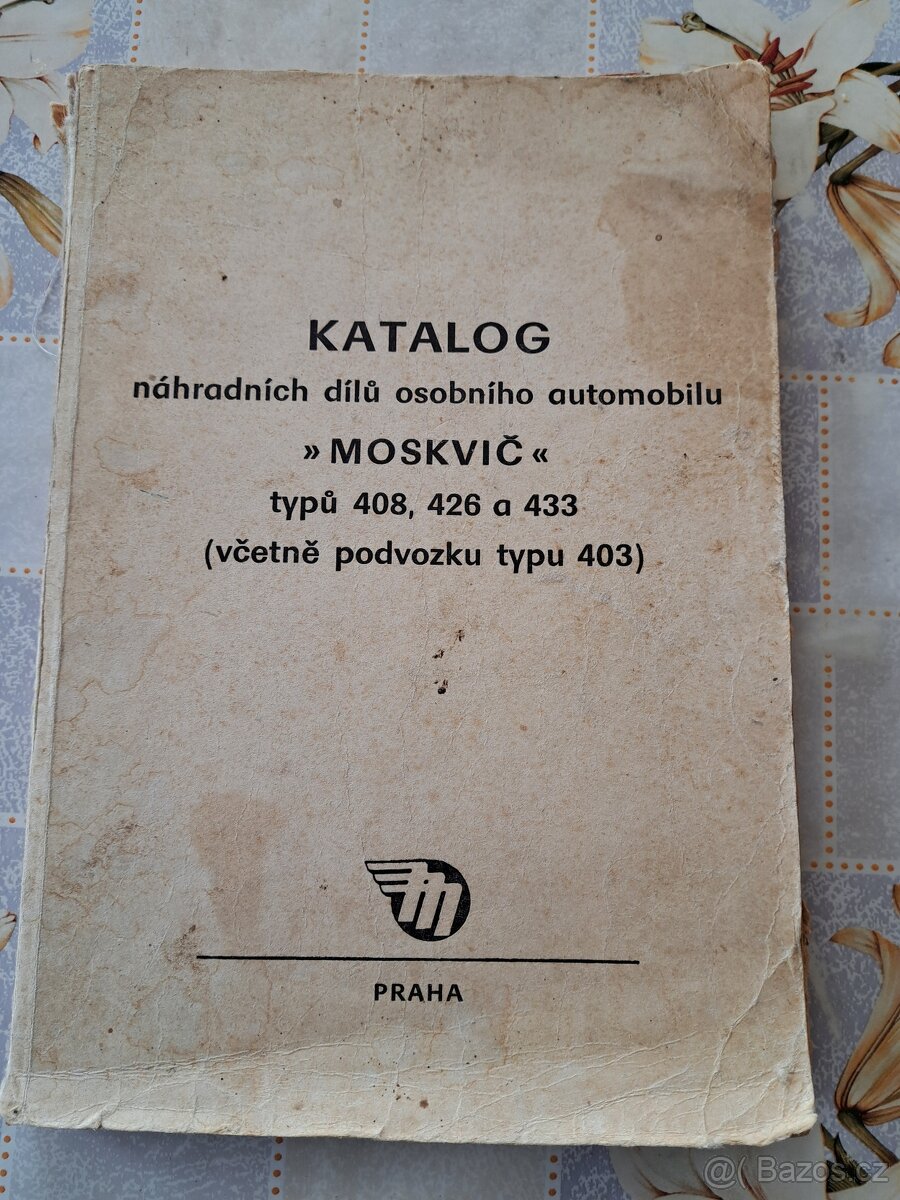 KATALOG
náhradních dílů osobního automobilu
»MOSKVIČ«
typů 408, 426 a 433
(včetně podvozku typu 403)
m
PRAHA
@( Bazos.cz